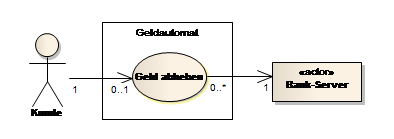 Geldautomat
Geld abheben
«actor»
Bank-Server
1
0..1
0..*
1
Kunde